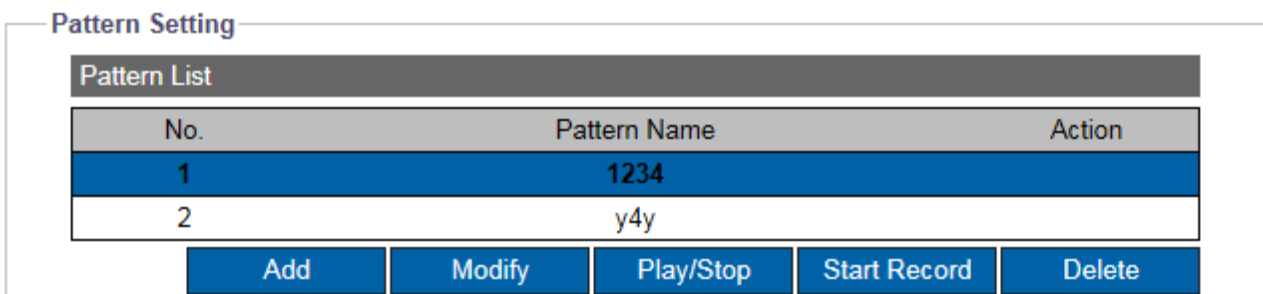 Pattern Setting
Pattern List
No. Pattern Name Action
1 1234
2 y4y
Add Modify Play/Stop Start Record Delete